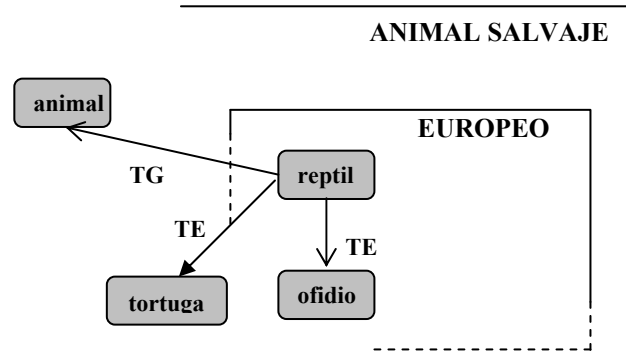 ANIMAL SALVAJE
animal
EUROPEO
TG
reptil
TE
TE
tortuga
ofidio